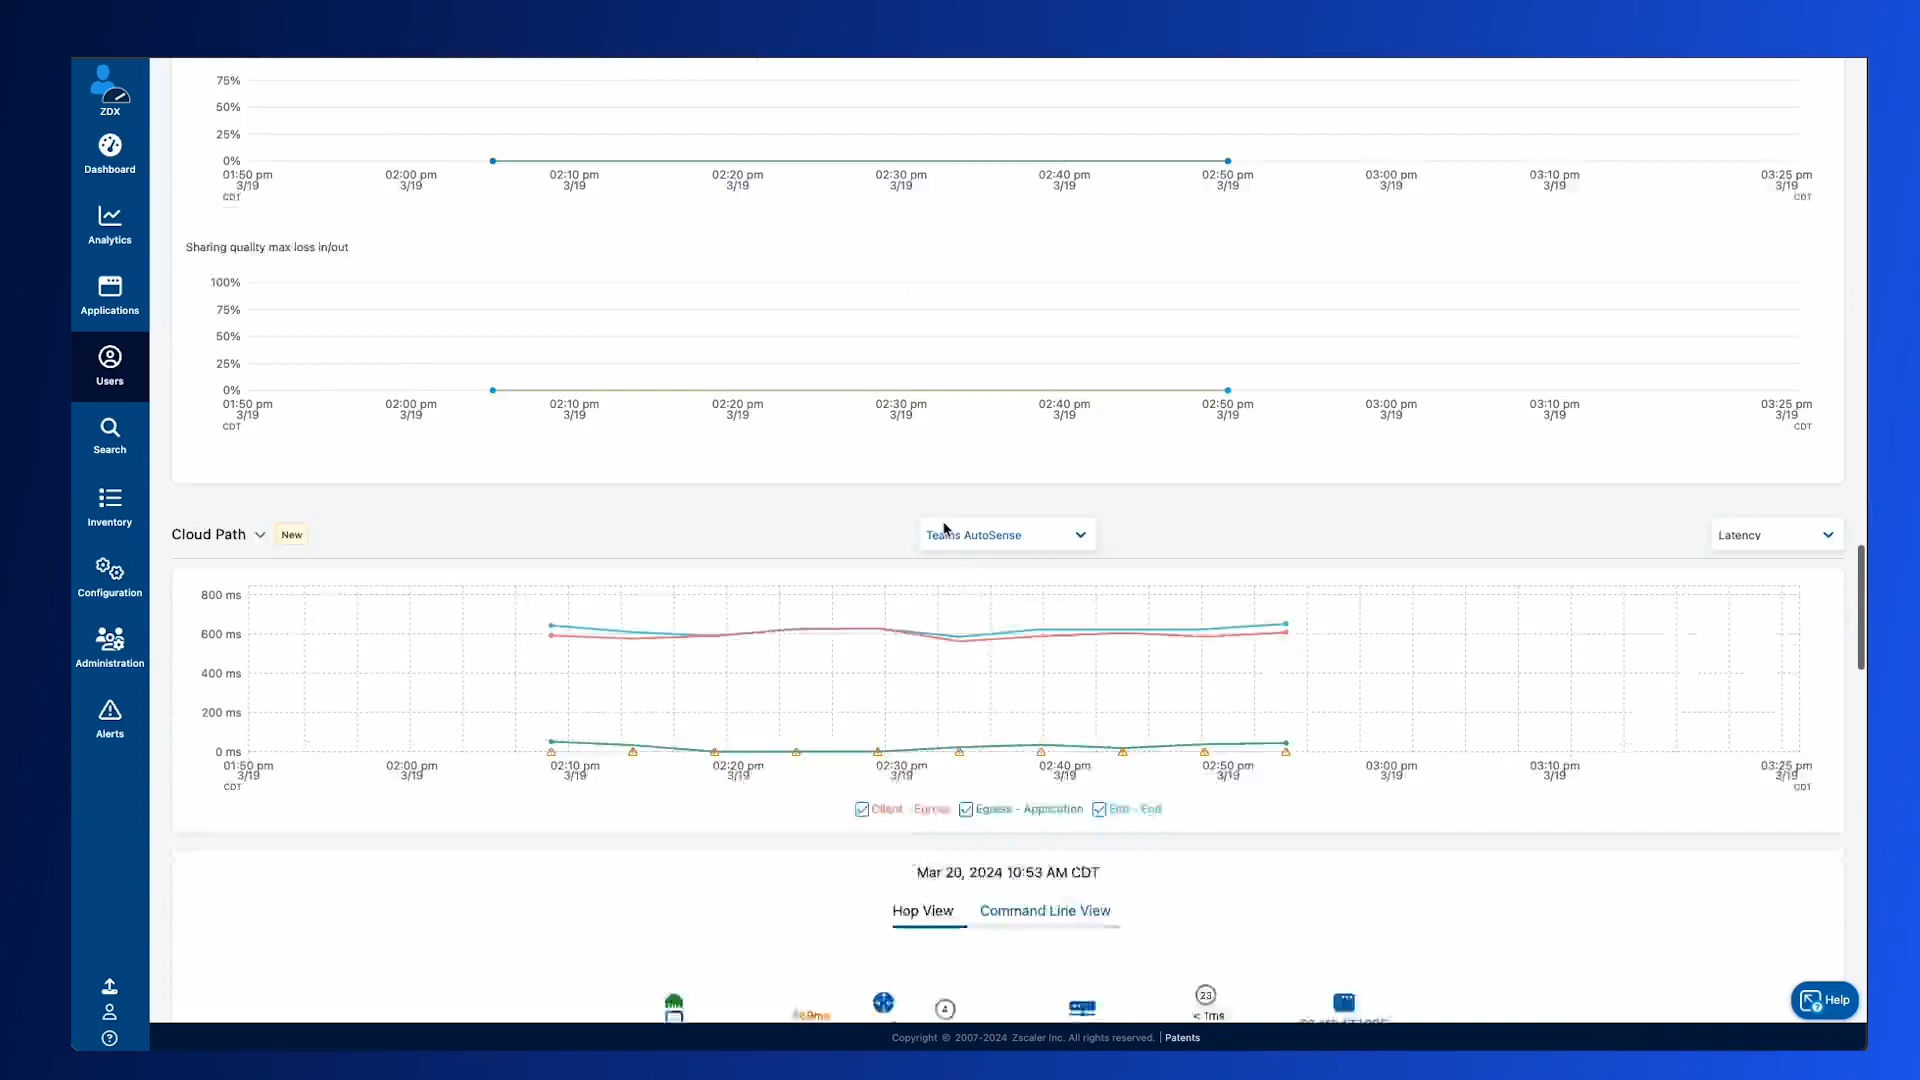 ZDX
Dashboard
Analytics
Applications
Users
Search
Inventory
Configuration
Administration
Alerts
75%
50%
25%
0%
01:50 pm 02:00 pm 02:10 pm 02:20 pm 02:30 pm 02:40 pm 02:50 pm 03:00 pm 03:10 pm 03:25 pm
3/19 3/19 3/19 3/19 3/19 3/19 3/19 3/19 3/19 3/19
CDT CDT
Sharing quality max loss in/out
100%
75%
50%
25%
0%
01:50 pm 02:00 pm 02:10 pm 02:20 pm 02:30 pm 02:40 pm 02:50 pm 03:00 pm 03:10 pm 03:25 pm
3/19 3/19 3/19 3/19 3/19 3/19 3/19 3/19 3/19 3/19
CDT CDT
Cloud Path New Teams AutoSense Latency
800 ms
600 ms
400 ms
200 ms
0 ms
01:50 pm 02:00 pm 02:10 pm 02:20 pm 02:30 pm 02:40 pm 02:50 pm 03:00 pm 03:10 pm 03:25 pm
3/19 3/19 3/19 3/19 3/19 3/19 3/19 3/19 3/19 3/19
CDT CDT
Client - Egress - Application End - End
Mar 20, 2024 10:53 AM CDT
Hop View Command Line View
4 23
< 1ms
Help
Copyright © 2007-2024 Zscaler Inc. All rights reserved. | Patents